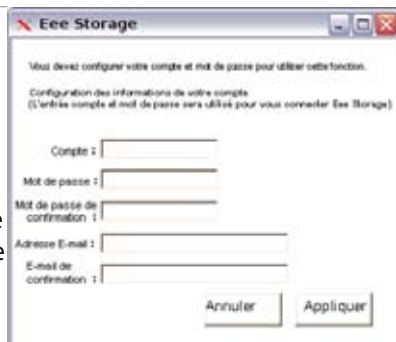 Eee Storage
Vous devez configurer votre compte et mot de passe pour utiliser cette fonction.
Configuration des informations de votre compte
(L'entrée compte et mot de passe sera utilisé pour vous connecter Eee Storage)
Compte :
Mot de passe :
Mot de passe de
confirmation :
Adresse E-mail :
E-mail de
confirmation :
Annuler
Appliquer